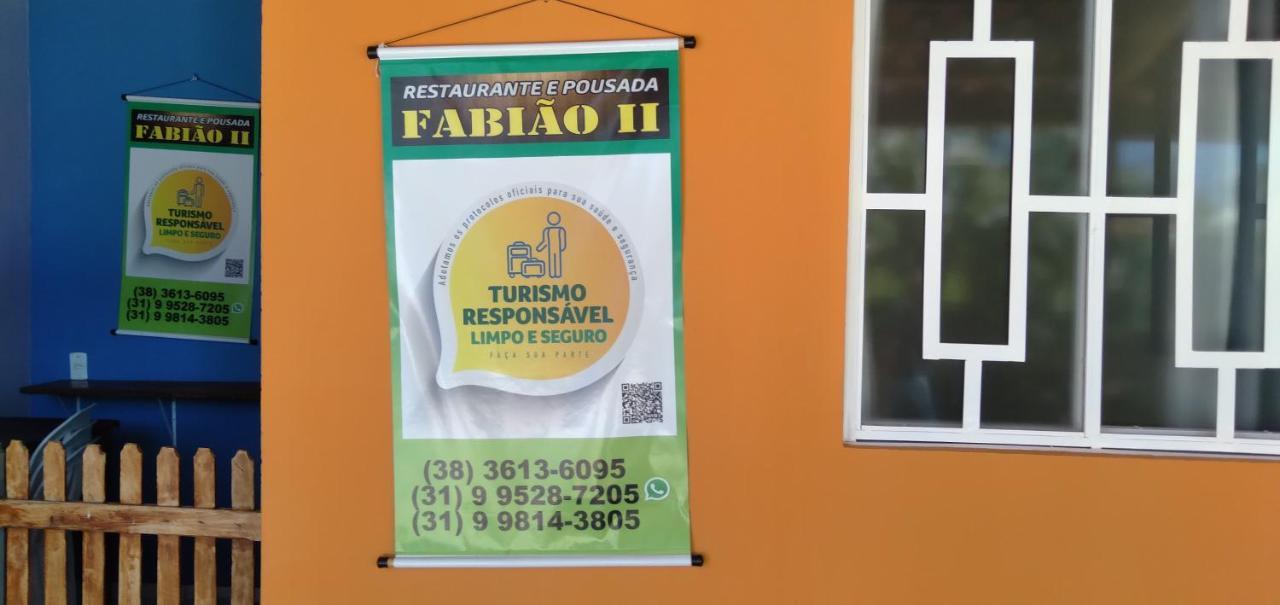 RESTAURANTE E POUSADA
FABIÃO II
Adotamos os protocolos oficiais para sua saúde e segurança
TURISMO
RESPONSÁVEL
LIMPO E SEGURO
FAÇA SUA PARTE
(38) 3613-6095
(31) 9 9528-7205
(31) 9 9814-3805
RESTAURANTE E POUSADA
FABIÃO II
TURISMO
RESPONSÁVEL
LIMPO E SEGURO
(38) 3613-6095
(31) 9 9528-7205
(31) 9 9814-3805